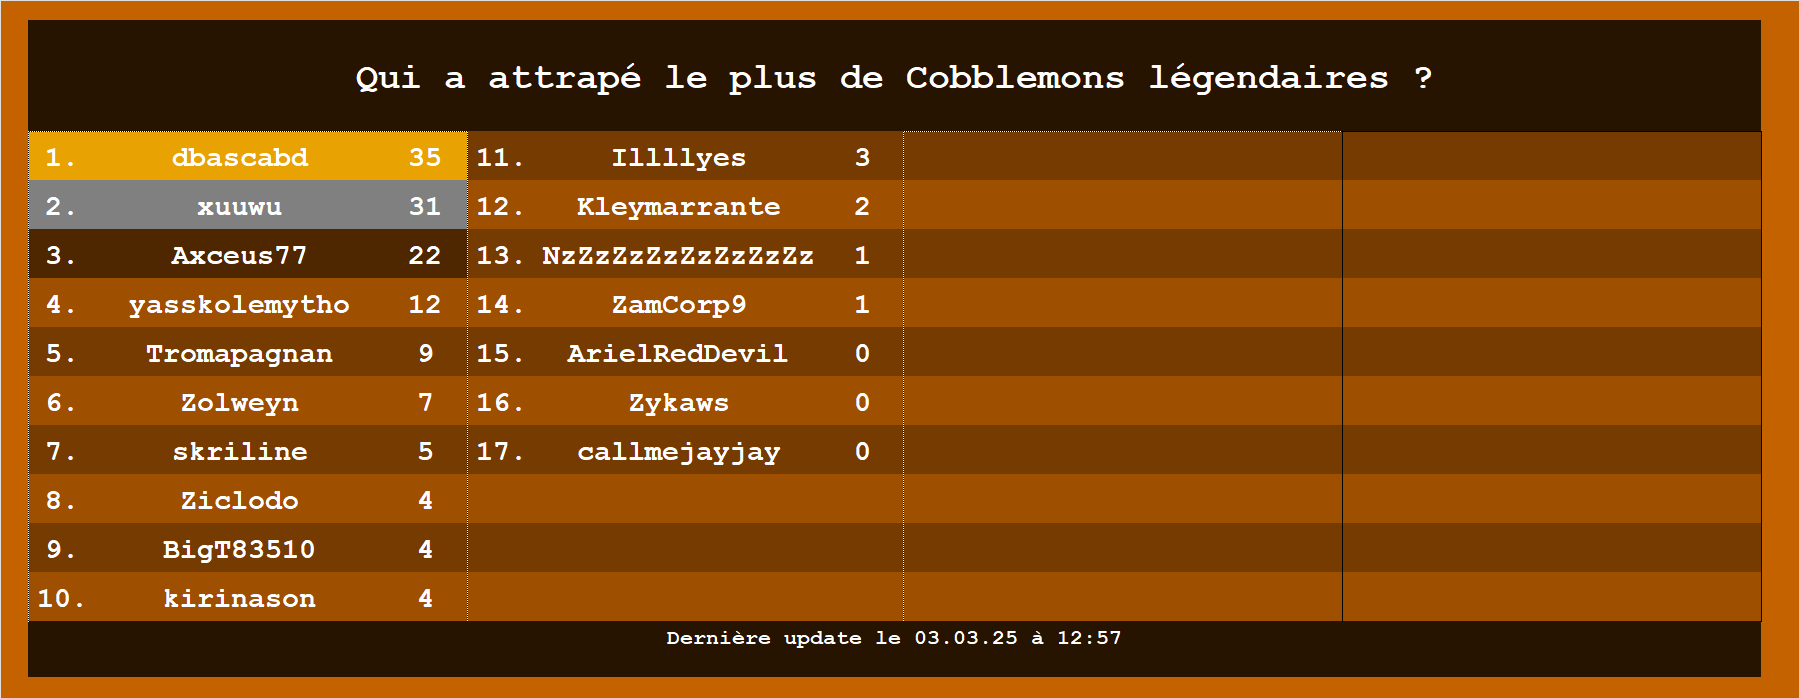 Qui a attrapé le plus de Cobblemons légendaires ?
1. dbascabd 35
2. xuuwu 31
3. Axceus77 22
4. yasskolemytho 12
5. Tromapagnan 9
6. Zolweyn 7
7. skriline 5
8. Ziclodo 4
9. BigT83510 4
10. kirinason 4
11. Illllyes 3
12. Kleymarrante 2
13. NzZzZzZzZzZzZzZz 1
14. ZamCorp9 1
15. ArielRedDevil 0
16. Zykaws 0
17. callmejayjay 0
Dernière update le 03.03.25 à 12:57